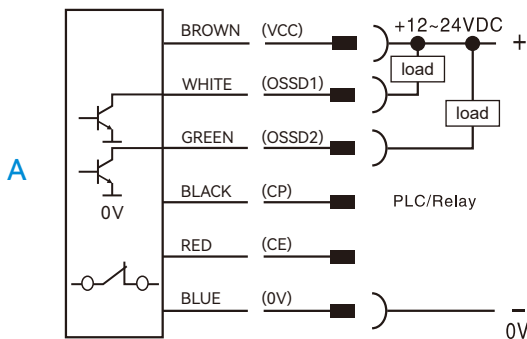 BROWN (VCC) +12~24VDC +
WHITE (OSSD1) load
GREEN (OSSD2) load
A
0V
BLACK (CP) PLC/Relay
RED (CE)
BLUE (0V) −
0V